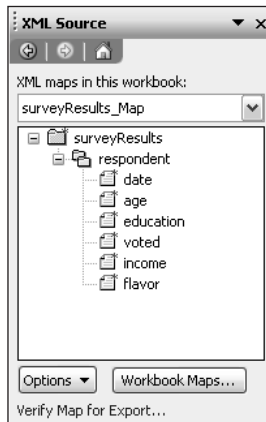 XML Source
XML maps in this workbook:
surveyResults_Map
surveyResults
respondent
date
age
education
voted
income
flavor
Options
Workbook Maps...
Verify Map for Export...